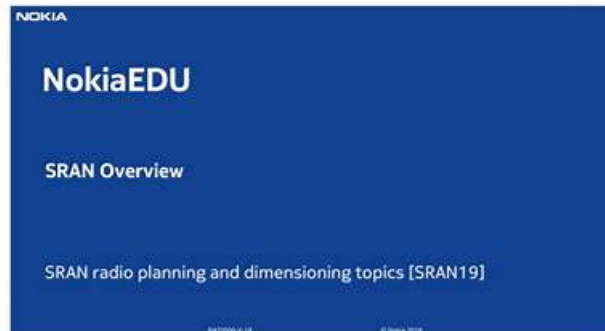 NOKIA
NokiaEDU
SRAN Overview
SRAN radio planning and dimensioning topics [SRAN19]